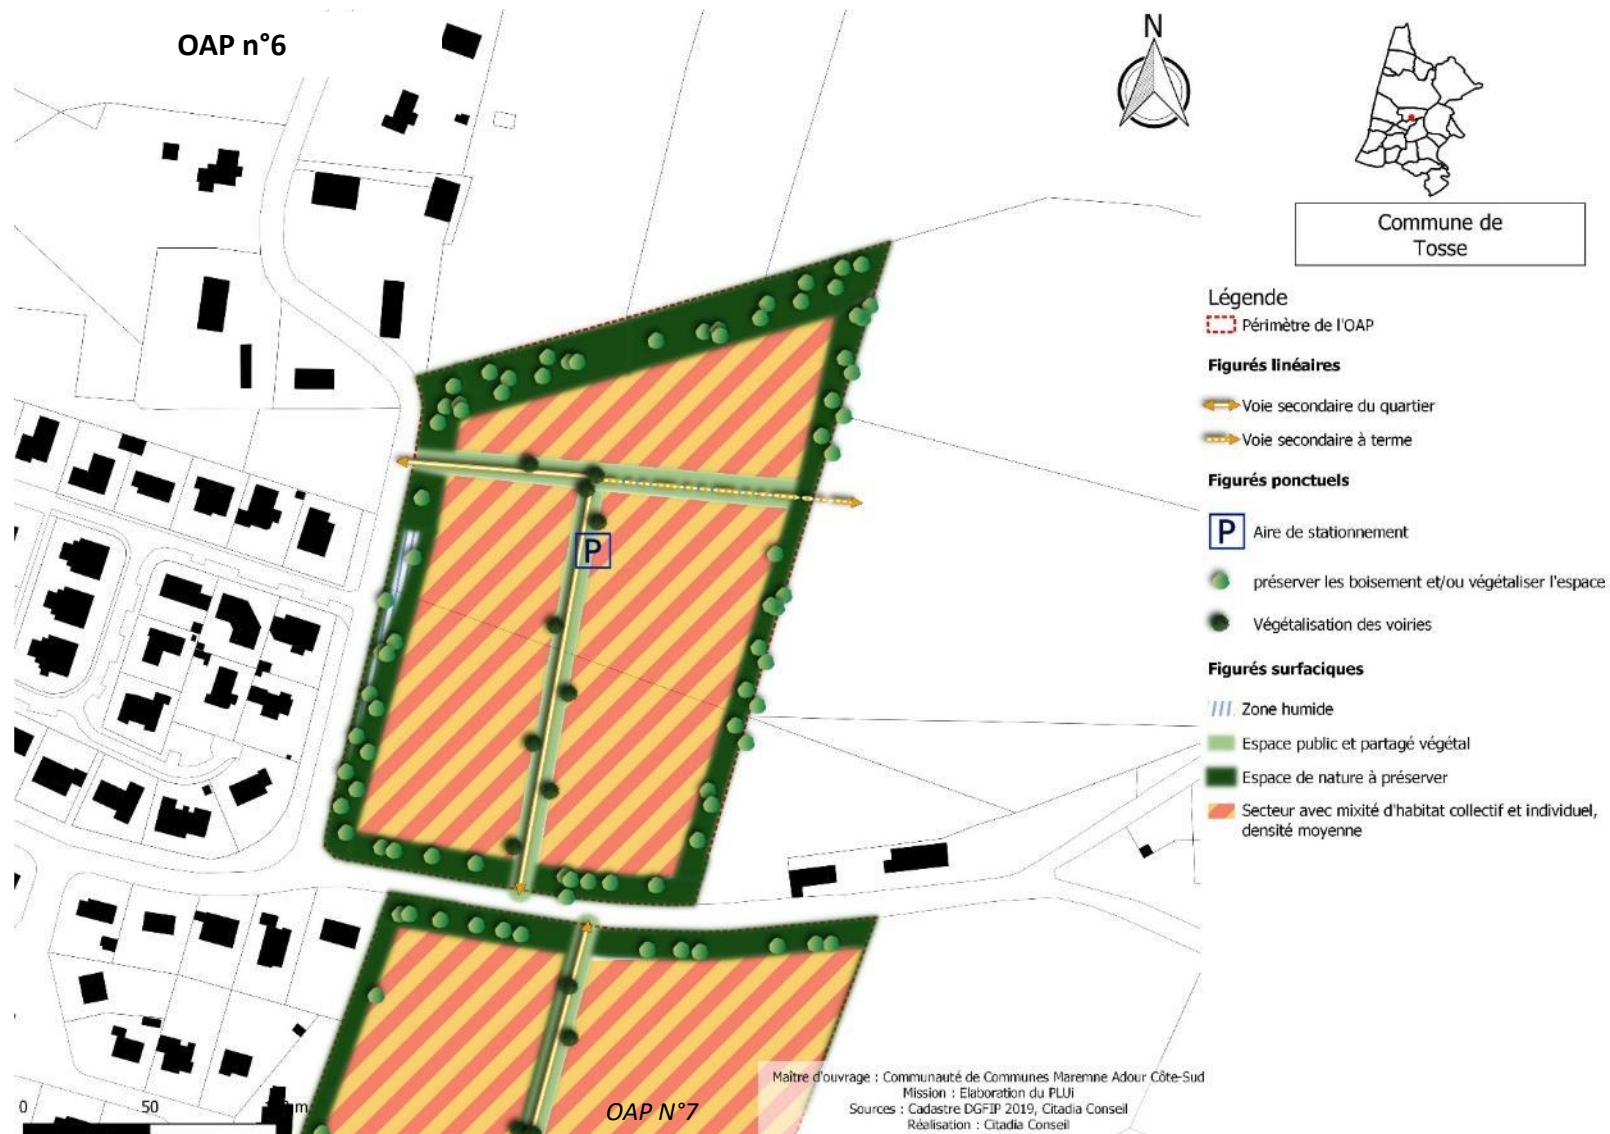 OAP n°6
N
Commune de
Tosse
Légende
Périmètre de l'OAP
Figurés linéaires
Voie secondaire du quartier
Voie secondaire à terme
Figurés ponctuels
P
Aire de stationnement
préserver les boisement et/ou végétaliser l'espace
Végétalisation des voiries
Figurés surfaciques
Zone humide
Espace public et partagé végétal
Espace de nature à préserver
Secteur avec mixité d'habitat collectif et individuel,
densité moyenne
P
0 50 m
OAP N°7
Maître d'ouvrage : Communauté de Communes Maremne Adour Côte-Sud
Mission : Elaboration du PLUi
Sources : Cadastre DGFIP 2019, Citadia Conseil
Réalisation : Citadia Conseil